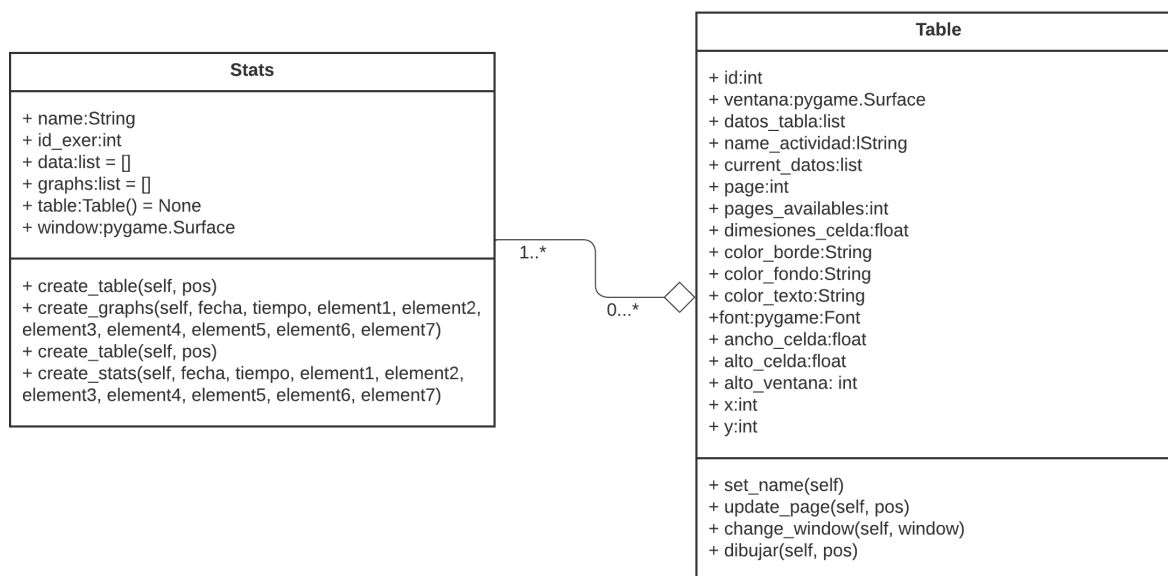 Stats
+ name:String
+ id_exer:int
+ data:list = []
+ graphs:list = []
+ table:Table() = None
+ window:pygame.Surface
+ create_table(self, pos)
+ create_graphs(self, fecha, tiempo, element1, element2,
element3, element4, element5, element6, element7)
+ create_table(self, pos)
+ create_stats(self, fecha, tiempo, element1, element2,
element3, element4, element5, element6, element7)
1..*
0...*
Table
+ id:int
+ ventana:pygame.Surface
+ datos_tabla:list
+ name_actividad:lString
+ current_datos:list
+ page:int
+ pages_availables:int
+ dimesiones_celda:float
+ color_borde:String
+ color_fondo:String
+ color_texto:String
+font:pygame:Font
+ ancho_celda:float
+ alto_celda:float
+ alto_ventana: int
+ x:int
+ y:int
+ set_name(self)
+ update_page(self, pos)
+ change_window(self, window)
+ dibujar(self, pos)